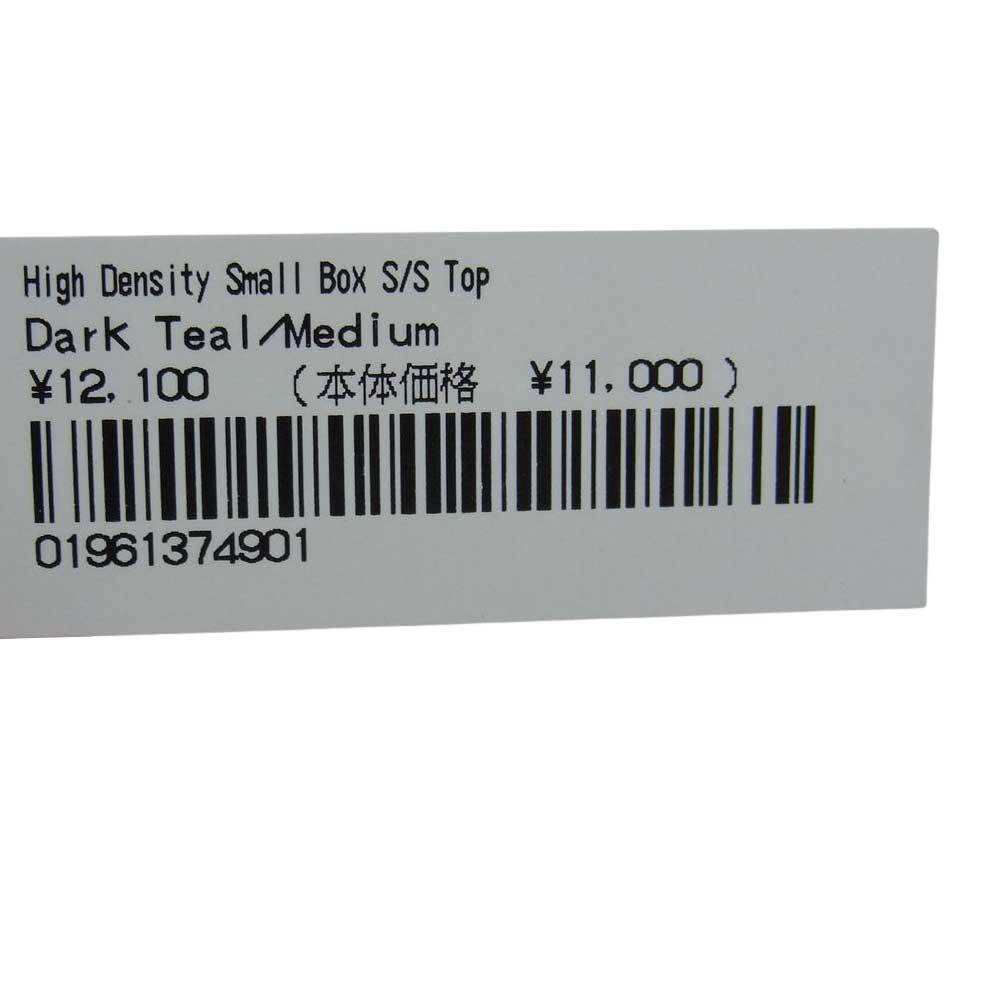 High Density Small Box S/S Top
Dark Teal/Medium
¥12,100 (本体価格 ¥11,000)
01961374901